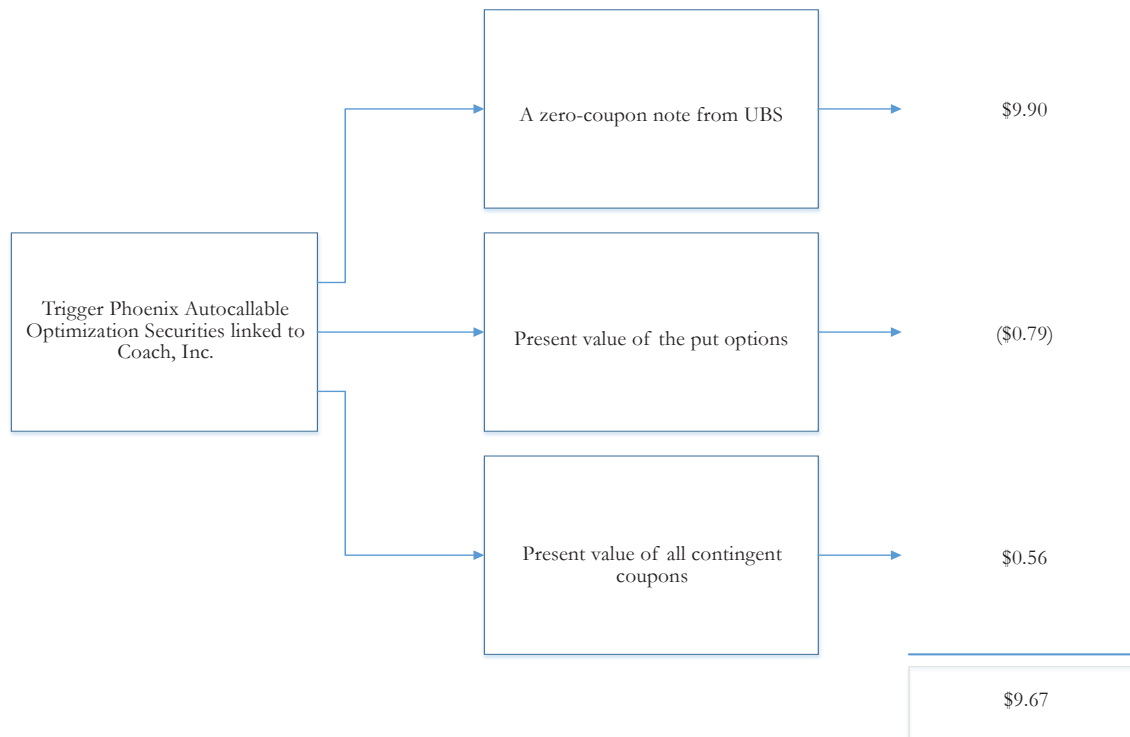 A zero-coupon note from UBS
$9.90
Trigger Phoenix Autocallable
Optimization Securities linked to
Coach, Inc.
Present value of the put options
($0.79)
Present value of all contingent
coupons
$0.56
$9.67